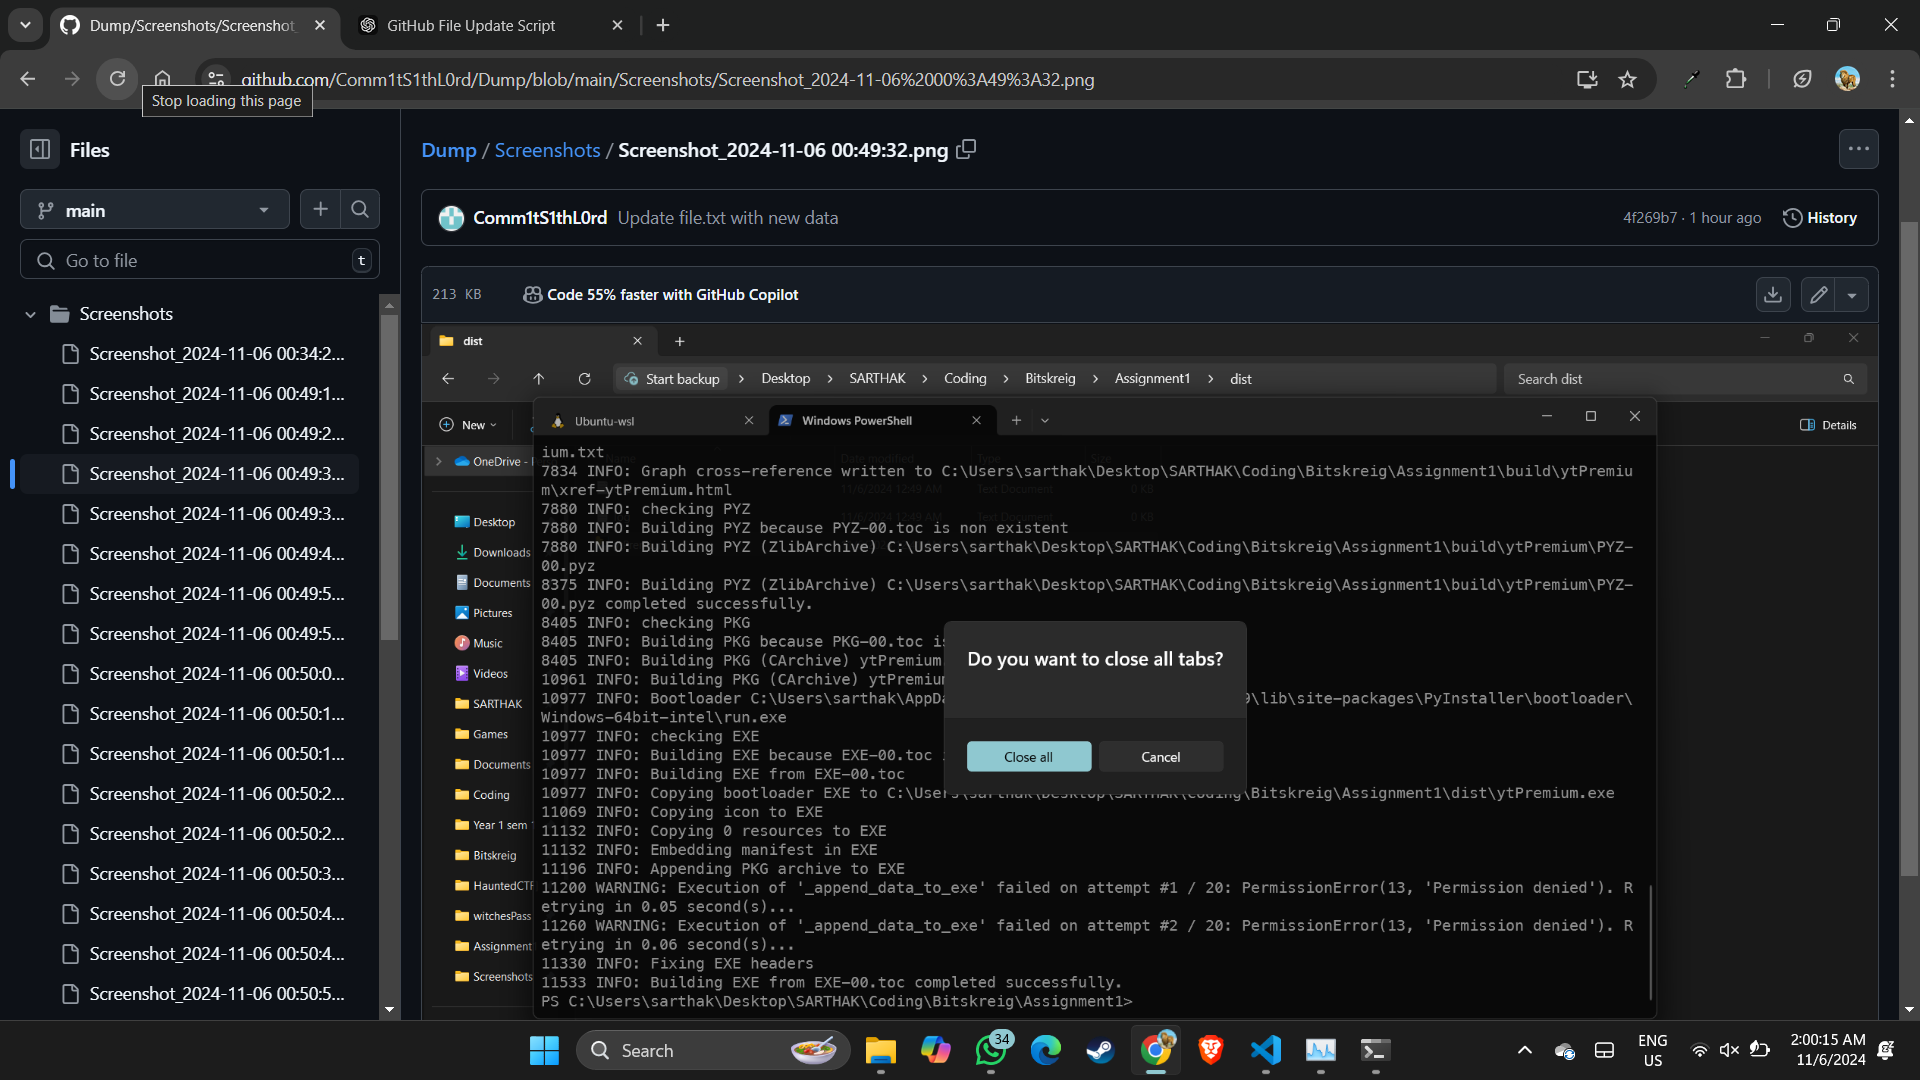 Dump/Screenshots/Screenshot_
GitHub File Update Script
github.com/Comm1tS1thL0rd/Dump/blob/main/Screenshots/Screenshot_2024-11-06%2000%3A49%3A32.png
Stop loading this page
Files
main
Go to file
t
Screenshots
Screenshot_2024-11-06 00:34:2...
Screenshot_2024-11-06 00:49:1...
Screenshot_2024-11-06 00:49:2...
Screenshot_2024-11-06 00:49:3...
Screenshot_2024-11-06 00:49:3...
Screenshot_2024-11-06 00:49:4...
Screenshot_2024-11-06 00:49:5...
Screenshot_2024-11-06 00:49:5...
Screenshot_2024-11-06 00:50:0...
Screenshot_2024-11-06 00:50:1...
Screenshot_2024-11-06 00:50:1...
Screenshot_2024-11-06 00:50:2...
Screenshot_2024-11-06 00:50:2...
Screenshot_2024-11-06 00:50:3...
Screenshot_2024-11-06 00:50:4...
Screenshot_2024-11-06 00:50:4...
Screenshot_2024-11-06 00:50:5...
Dump / Screenshots / Screenshot_2024-11-06 00:49:32.png
Comm1tS1thL0rd Update file.txt with new data
4f269b7 · 1 hour ago
History
213 KB
Code 55% faster with GitHub Copilot
dist
Start backup > Desktop > SARTHAK > Coding > Bitskreig > Assignment1 > dist
Search dist
New
Details
OneDrive -
Desktop
Downloads
Documents
Pictures
Music
Videos
SARTHAK
Games
Documents
Coding
Year 1 sem
Bitskreig
HauntedCTF
witchesPass
Assignment
Screenshots
Ubuntu-wsl
Windows PowerShell
ium.txt
7834 INFO: Graph cross-reference written to C:\Users\sarthak\Desktop\SARTHAK\Coding\Bitskreig\Assignment1\build\ytPremiu
m\xref-ytPremium.html
7880 INFO: checking PYZ
7880 INFO: Building PYZ because PYZ-00.toc is non existent
7880 INFO: Building PYZ (ZlibArchive) C:\Users\sarthak\Desktop\SARTHAK\Coding\Bitskreig\Assignment1\build\ytPremium\PYZ-
00.pyz
8375 INFO: Building PYZ (ZlibArchive) C:\Users\sarthak\Desktop\SARTHAK\Coding\Bitskreig\Assignment1\build\ytPremium\PYZ-
00.pyz completed successfully.
8405 INFO: checking PKG
8405 INFO: Building PKG because PKG-00.toc is
8405 INFO: Building PKG (CArchive) ytPremium
10961 INFO: Building PKG (CArchive) ytPremium
10977 INFO: Bootloader C:\Users\sarthak\AppDa 9\lib\site-packages\PyInstaller\bootloader\
Windows-64bit-intel\run.exe
10977 INFO: checking EXE
10977 INFO: Building EXE because EXE-00.toc
10977 INFO: Building EXE from EXE-00.toc
10977 INFO: Copying bootloader EXE to C:\Users\sarthak\Desktop\SARTHAK\Coding\Bitskreig\Assignment1\dist\ytPremium.exe
11069 INFO: Copying icon to EXE
11132 INFO: Copying 0 resources to EXE
11132 INFO: Embedding manifest in EXE
11196 INFO: Appending PKG archive to EXE
11200 WARNING: Execution of '_append_data_to_exe' failed on attempt #1 / 20: PermissionError(13, 'Permission denied'). R
etrying in 0.05 second(s)...
11260 WARNING: Execution of '_append_data_to_exe' failed on attempt #2 / 20: PermissionError(13, 'Permission denied'). R
etrying in 0.06 second(s)...
11330 INFO: Fixing EXE headers
11533 INFO: Building EXE from EXE-00.toc completed successfully.
PS C:\Users\sarthak\Desktop\SARTHAK\Coding\Bitskreig\Assignment1>
Do you want to close all tabs?
Close all
Cancel
Search
34
ENG
US
2:00:15 AM
11/6/2024